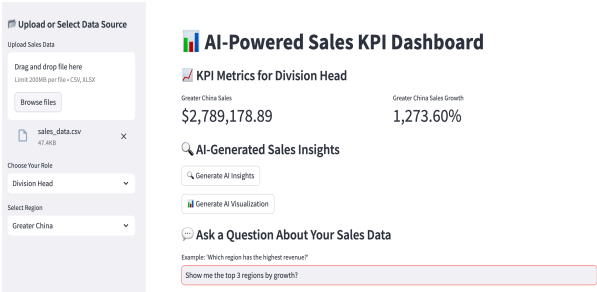 Upload or Select Data Source
Upload Sales Data
Drag and drop file here
Limit 200MB per file • CSV, XLSX
Browse files
sales_data.csv
47.4KB
Choose Your Role
Division Head
Select Region
Greater China
AI-Powered Sales KPI Dashboard
KPI Metrics for Division Head
Greater China Sales
$2,789,178.89
Greater China Sales Growth
1,273.60%
AI-Generated Sales Insights
Generate AI Insights
Generate AI Visualization
Ask a Question About Your Sales Data
Example: 'Which region has the highest revenue?'
Show me the top 3 regions by growth?